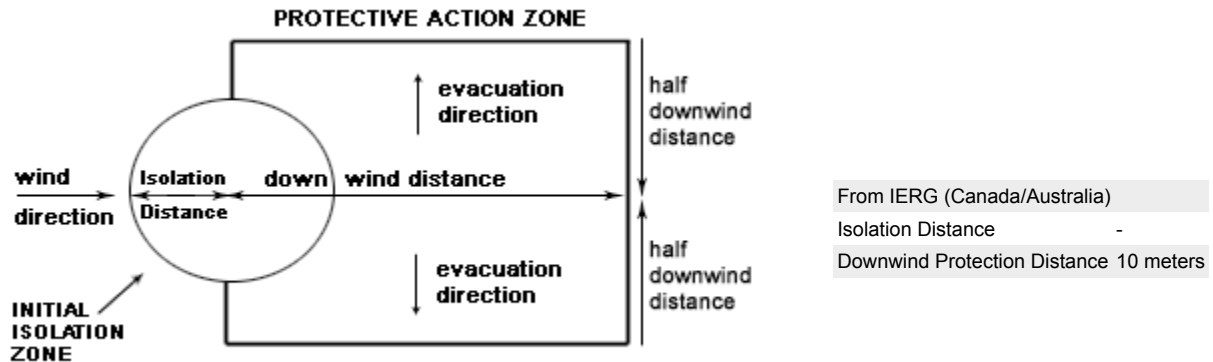 PROTECTIVE ACTION ZONE
evacuation
direction
half
downwind
distance
wind
direction
Isolation
Distance
down wind distance
evacuation
direction
half
downwind
distance
INITIAL
ISOLATION
ZONE
From IERG (Canada/Australia)
Isolation Distance -
Downwind Protection Distance 10 meters